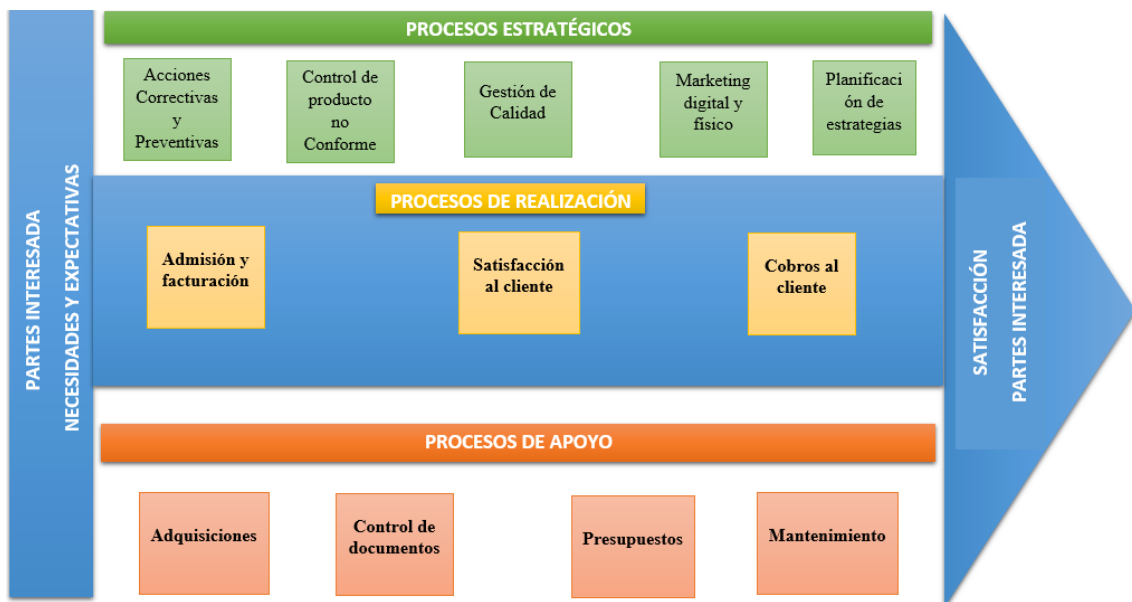 PARTES INTERESADA
NECESIDADES Y EXPECTATIVAS
PROCESOS ESTRATÉGICOS
Acciones
Correctivas
y
Preventivas
Control de
producto
no
Conforme
Gestión de
Calidad
Marketing
digital y
físico
Planificaci
ón de
estrategias
PROCESOS DE REALIZACIÓN
Admisión y
facturación
Satisfacción
al cliente
Cobros al
cliente
PROCESOS DE APOYO
Adquisiciones
Control de
documentos
Presupuestos
Mantenimiento
SATISFACCIÓN
PARTES INTERESADA